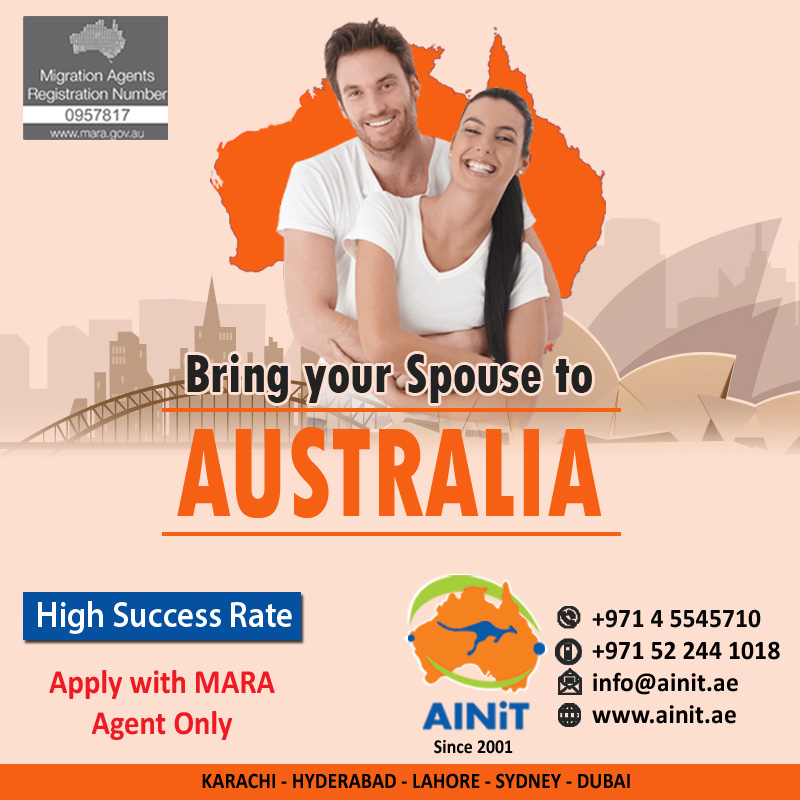 Migration Agents
Registration Number
0957817
www.mara.gov.au
Bring your Spouse to
AUSTRALIA
High Success Rate
Apply with MARA
Agent Only
AINiT
Since 2001
+971 4 5545710
+971 52 244 1018
info@ainit.ae
www.ainit.ae
KARACHI - HYDERABAD - LAHORE - SYDNEY - DUBAI